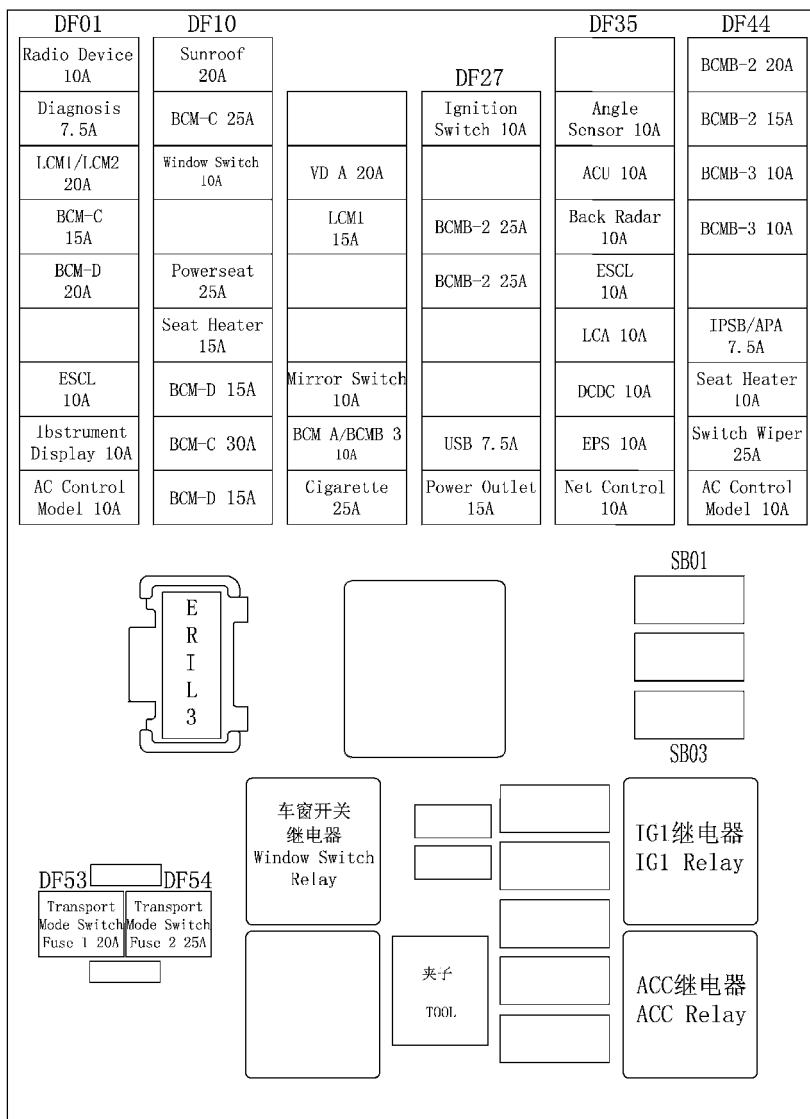 DF01
DF10
DF27
DF35
DF44
Radio Device
10A
Diagnosis
7.5A
LCM1/LCM2
20A
BCM-C
15A
BCM-D
20A
ESCL
10A
Ibstrument
Display 10A
AC Control
Model 10A
Sunroof
20A
BCM-C 25A
Window Switch
10A
Powerseat
25A
Seat Heater
15A
BCM-D 15A
BCM-C 30A
BCM-D 15A
VD A 20A
LCM1
15A
Mirror Switch
10A
BCM A/BCMB 3
10A
Cigarette
25A
Ignition
Switch 10A
BCMB-2 25A
BCMB-2 25A
USB 7.5A
Power Outlet
15A
Angle
Sensor 10A
ACU 10A
Back Radar
10A
ESCL
10A
LCA 10A
DCDC 10A
EPS 10A
Net Control
10A
BCMB-2 20A
BCMB-2 15A
BCMB-3 10A
BCMB-3 10A
IPSB/APA
7.5A
Seat Heater
10A
Switch Wiper
25A
AC Control
Model 10A
ERIL3
SB01
SB03
车窗开关
继电器
Window Switch
Relay
IG1继电器
IG1 Relay
DF53
DF54
Transport
Mode Switch
Fuse 1 20A
Transport
Mode Switch
Fuse 2 25A
夹子
TOOL
ACC继电器
ACC Relay